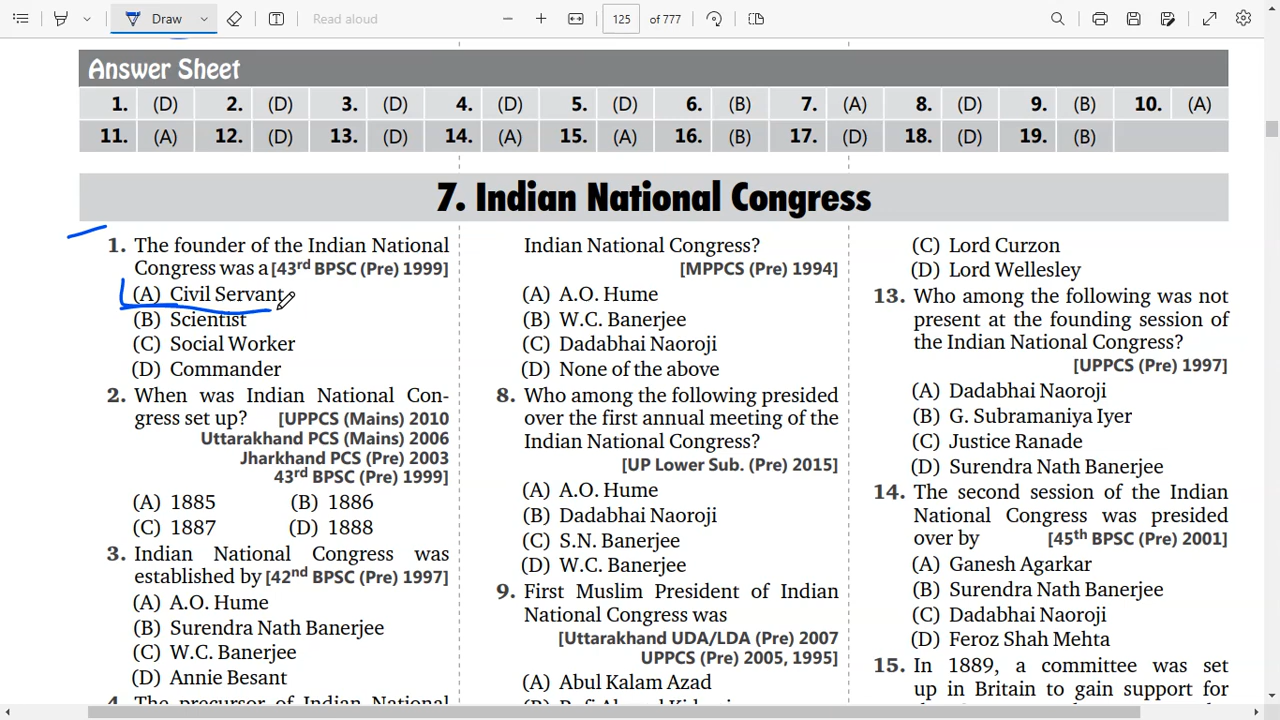 Draw
Read aloud
125 of 777
Answer Sheet
1. (D) 2. (D) 3. (D) 4. (D) 5. (D) 6. (B) 7. (A) 8. (D) 9. (B) 10. (A)
11. (A) 12. (D) 13. (D) 14. (A) 15. (A) 16. (B) 17. (D) 18. (D) 19. (B)
7. Indian National Congress
1. The founder of the Indian National
Congress was a [43rd BPSC (Pre) 1999]
(A) Civil Servant
(B) Scientist
(C) Social Worker
(D) Commander
2. When was Indian National Con-
gress set up? [UPPCS (Mains) 2010
Uttarakhand PCS (Mains) 2006
Jharkhand PCS (Pre) 2003
43rd BPSC (Pre) 1999]
(A) 1885 (B) 1886
(C) 1887 (D) 1888
3. Indian National Congress was
established by [42nd BPSC (Pre) 1997]
(A) A.O. Hume
(B) Surendra Nath Banerjee
(C) W.C. Banerjee
(D) Annie Besant
4. The precursor of Indian National
Indian National Congress?
[MPPCS (Pre) 1994]
(A) A.O. Hume
(B) W.C. Banerjee
(C) Dadabhai Naoroji
(D) None of the above
8. Who among the following presided
over the first annual meeting of the
Indian National Congress?
[UP Lower Sub. (Pre) 2015]
(A) A.O. Hume
(B) Dadabhai Naoroji
(C) S.N. Banerjee
(D) W.C. Banerjee
9. First Muslim President of Indian
National Congress was
[Uttarakhand UDA/LDA (Pre) 2007
UPPCS (Pre) 2005, 1995]
(A) Abul Kalam Azad
(C) Lord Curzon
(D) Lord Wellesley
13. Who among the following was not
present at the founding session of
the Indian National Congress?
[UPPCS (Pre) 1997]
(A) Dadabhai Naoroji
(B) G. Subramaniya Iyer
(C) Justice Ranade
(D) Surendra Nath Banerjee
14. The second session of the Indian
National Congress was presided
over by [45th BPSC (Pre) 2001]
(A) Ganesh Agarkar
(B) Surendra Nath Banerjee
(C) Dadabhai Naoroji
(D) Feroz Shah Mehta
15. In 1889, a committee was set
up in Britain to gain support for